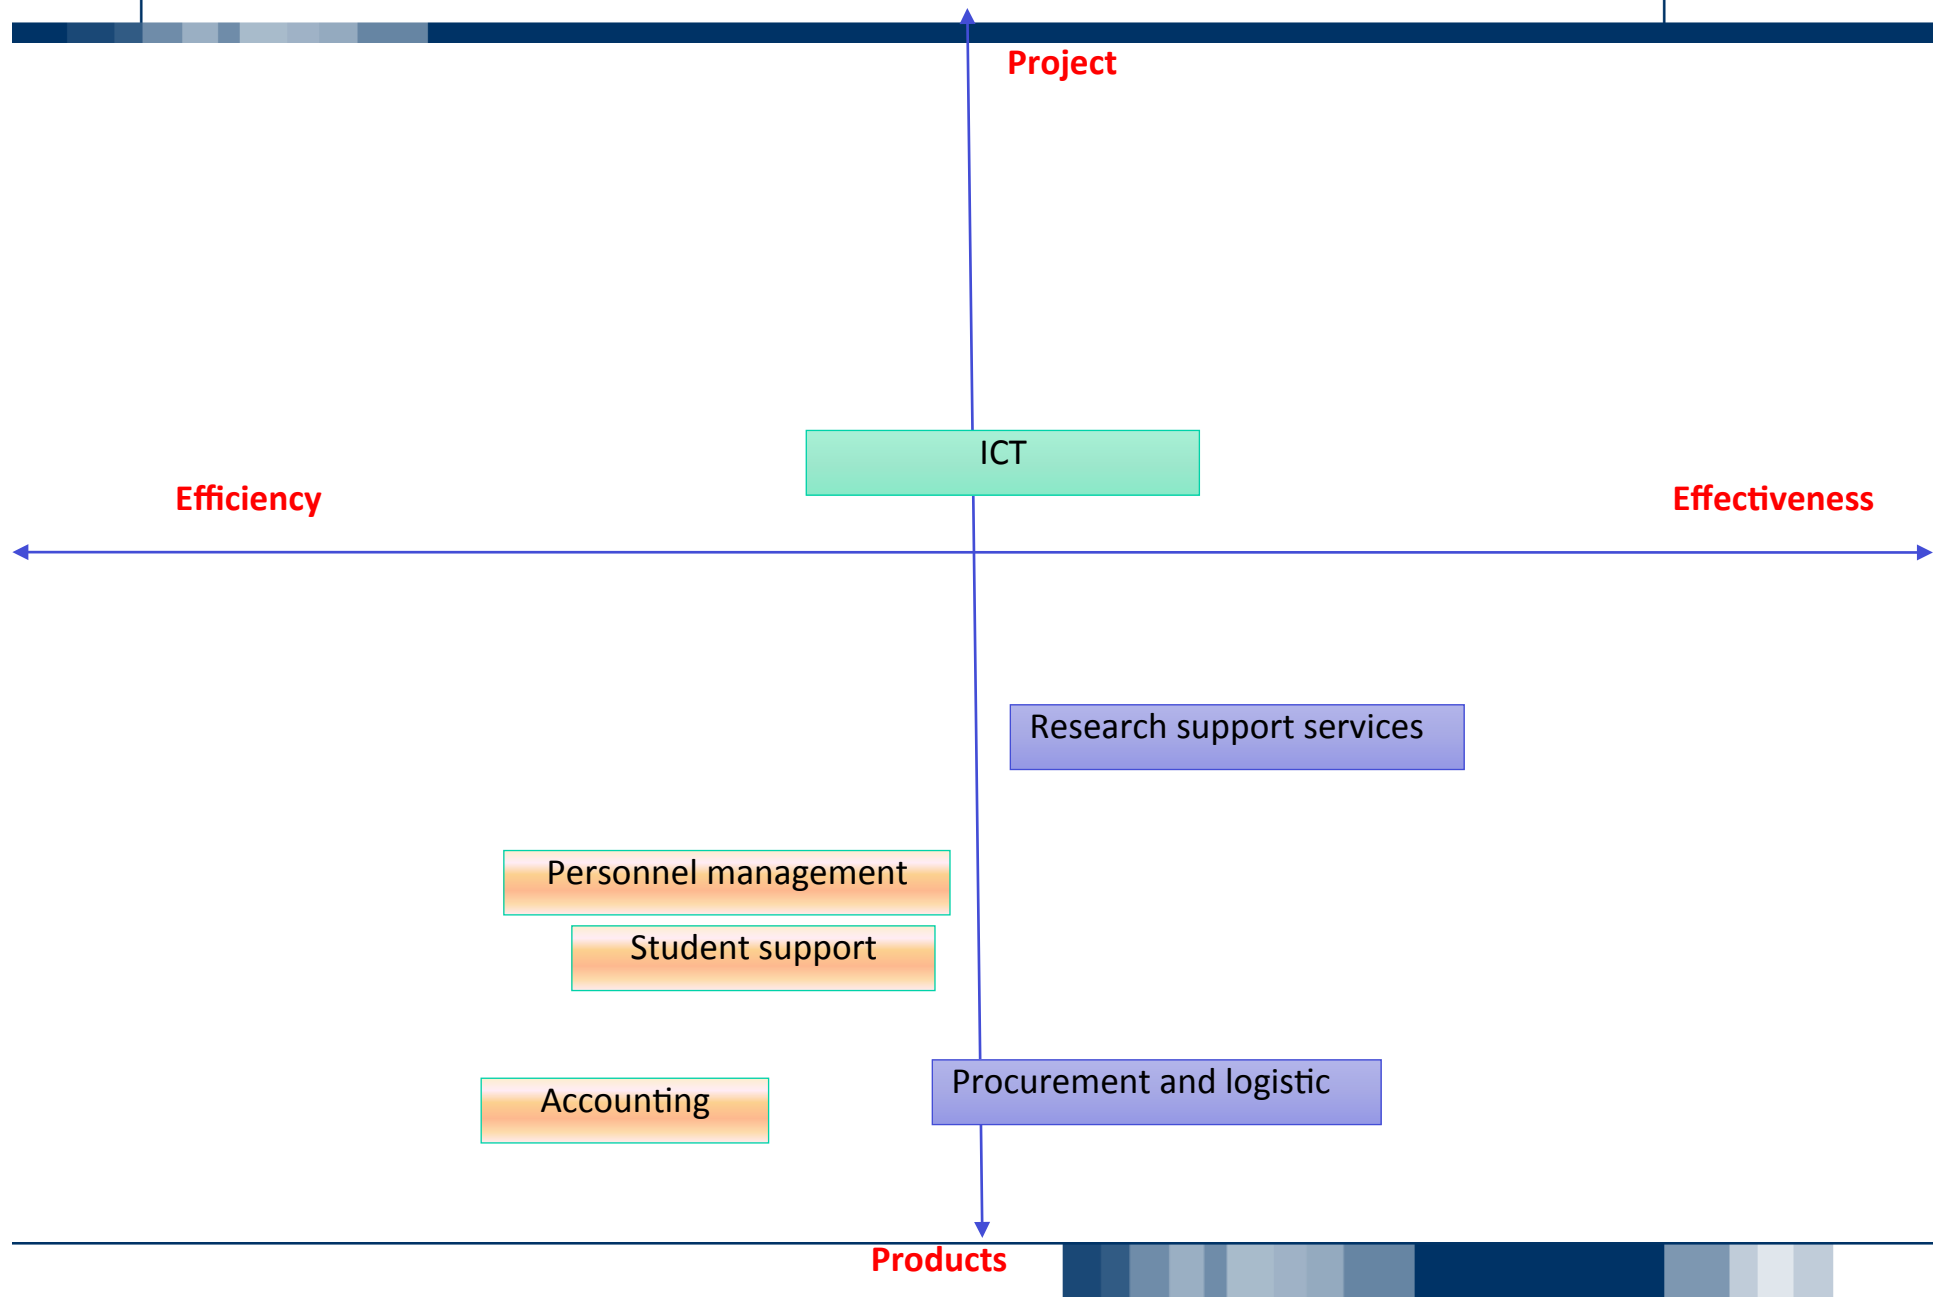 Project
ICT
Efficiency
Effectiveness
Research support services
Personnel management
Student support
Procurement and logistic
Accounting
Products